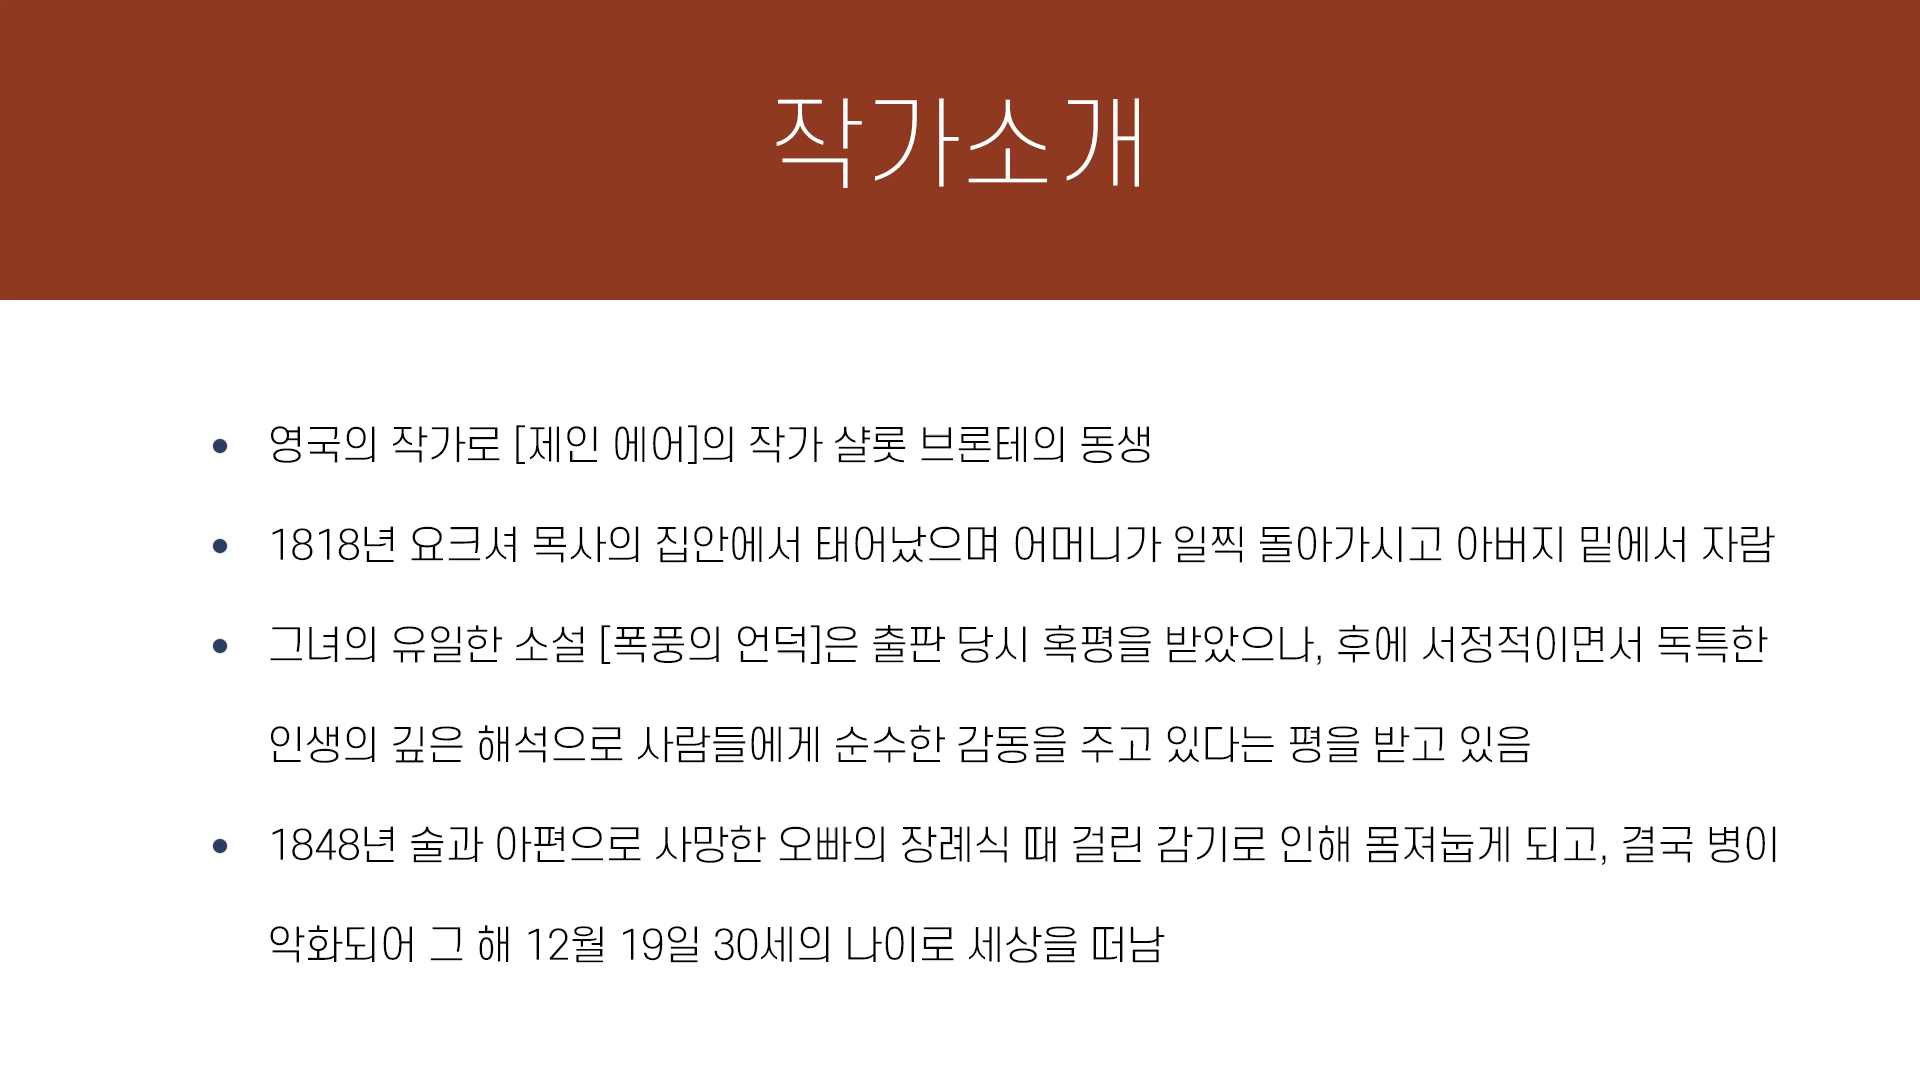 작가소개
• 영국의 작가로 [제인 에어]의 작가 샬롯 브론테의 동생
• 1818년 요크셔 목사의 집안에서 태어났으며 어머니가 일찍 돌아가시고 아버지 밑에서 자람
• 그녀의 유일한 소설 [폭풍의 언덕]은 출판 당시 혹평을 받았으나, 후에 서정적이면서 독특한
인생의 깊은 해석으로 사람들에게 순수한 감동을 주고 있다는 평을 받고 있음
• 1848년 술과 아편으로 사망한 오빠의 장례식 때 걸린 감기로 인해 몸져눕게 되고, 결국 병이
악화되어 그 해 12월 19일 30세의 나이로 세상을 떠남